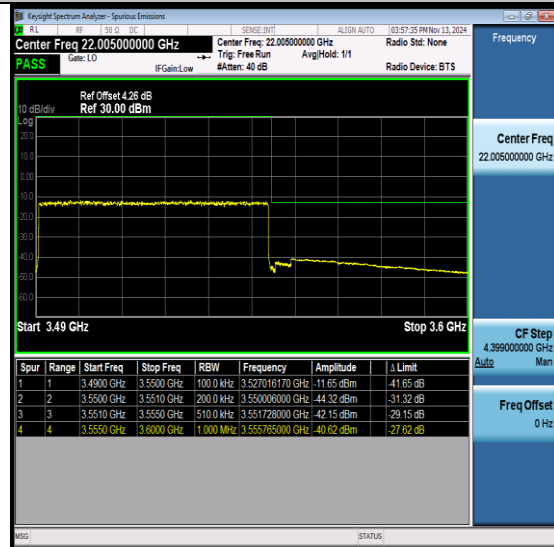 Keysight Spectrum Analyzer - Spurious Emissions
RL RF 50 Ω DC SENSE:INT ALIGN AUTO 03:57:35 PM Nov 13, 2024
Center Freq 22.005000000 GHz Center Freq: 22.005000000 GHz Radio Std: None
PASS Gate: LO Trig: Free Run Avg|Hold: 1/1
IFGain:Low #Atten: 40 dB Radio Device: BTS
Ref Offset 4.26 dB
10 dB/div Ref 30.00 dBm
Log
20.0
10.0
0.00
-10.0
-20.0
-30.0
-40.0
-50.0
-60.0
Start 3.49 GHz Stop 3.6 GHz
Spur Range Start Freq Stop Freq RBW Frequency Amplitude Δ Limit
1 1 3.4900 GHz 3.5500 GHz 100.0 kHz 3.527016170 GHz -11.65 dBm -41.65 dB
2 2 3.5500 GHz 3.5510 GHz 200.0 kHz 3.550006000 GHz -44.32 dBm -31.32 dB
3 3 3.5510 GHz 3.5550 GHz 510.0 kHz 3.551728000 GHz -42.15 dBm -29.15 dB
4 4 3.5550 GHz 3.6000 GHz 1.000 MHz 3.555765000 GHz -40.62 dBm -27.62 dB
MSG STATUS
Frequency
Center Freq
22.005000000 GHz
CF Step
4.399000000 GHz
Auto Man
Freq Offset
0 Hz